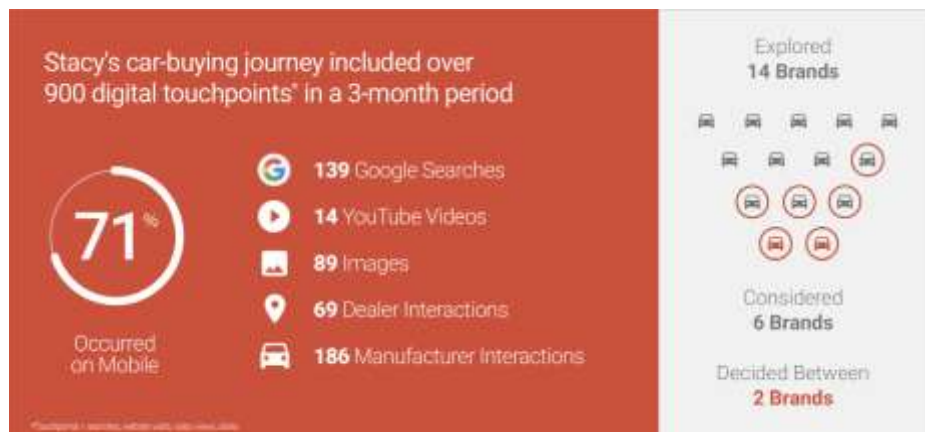 Stacy's car-buying journey included over
900 digital touchpoints* in a 3-month period
71%
Occurred
on Mobile
139 Google Searches
14 YouTube Videos
89 Images
69 Dealer Interactions
186 Manufacturer Interactions
Explored
14 Brands
Considered
6 Brands
Decided Between
2 Brands